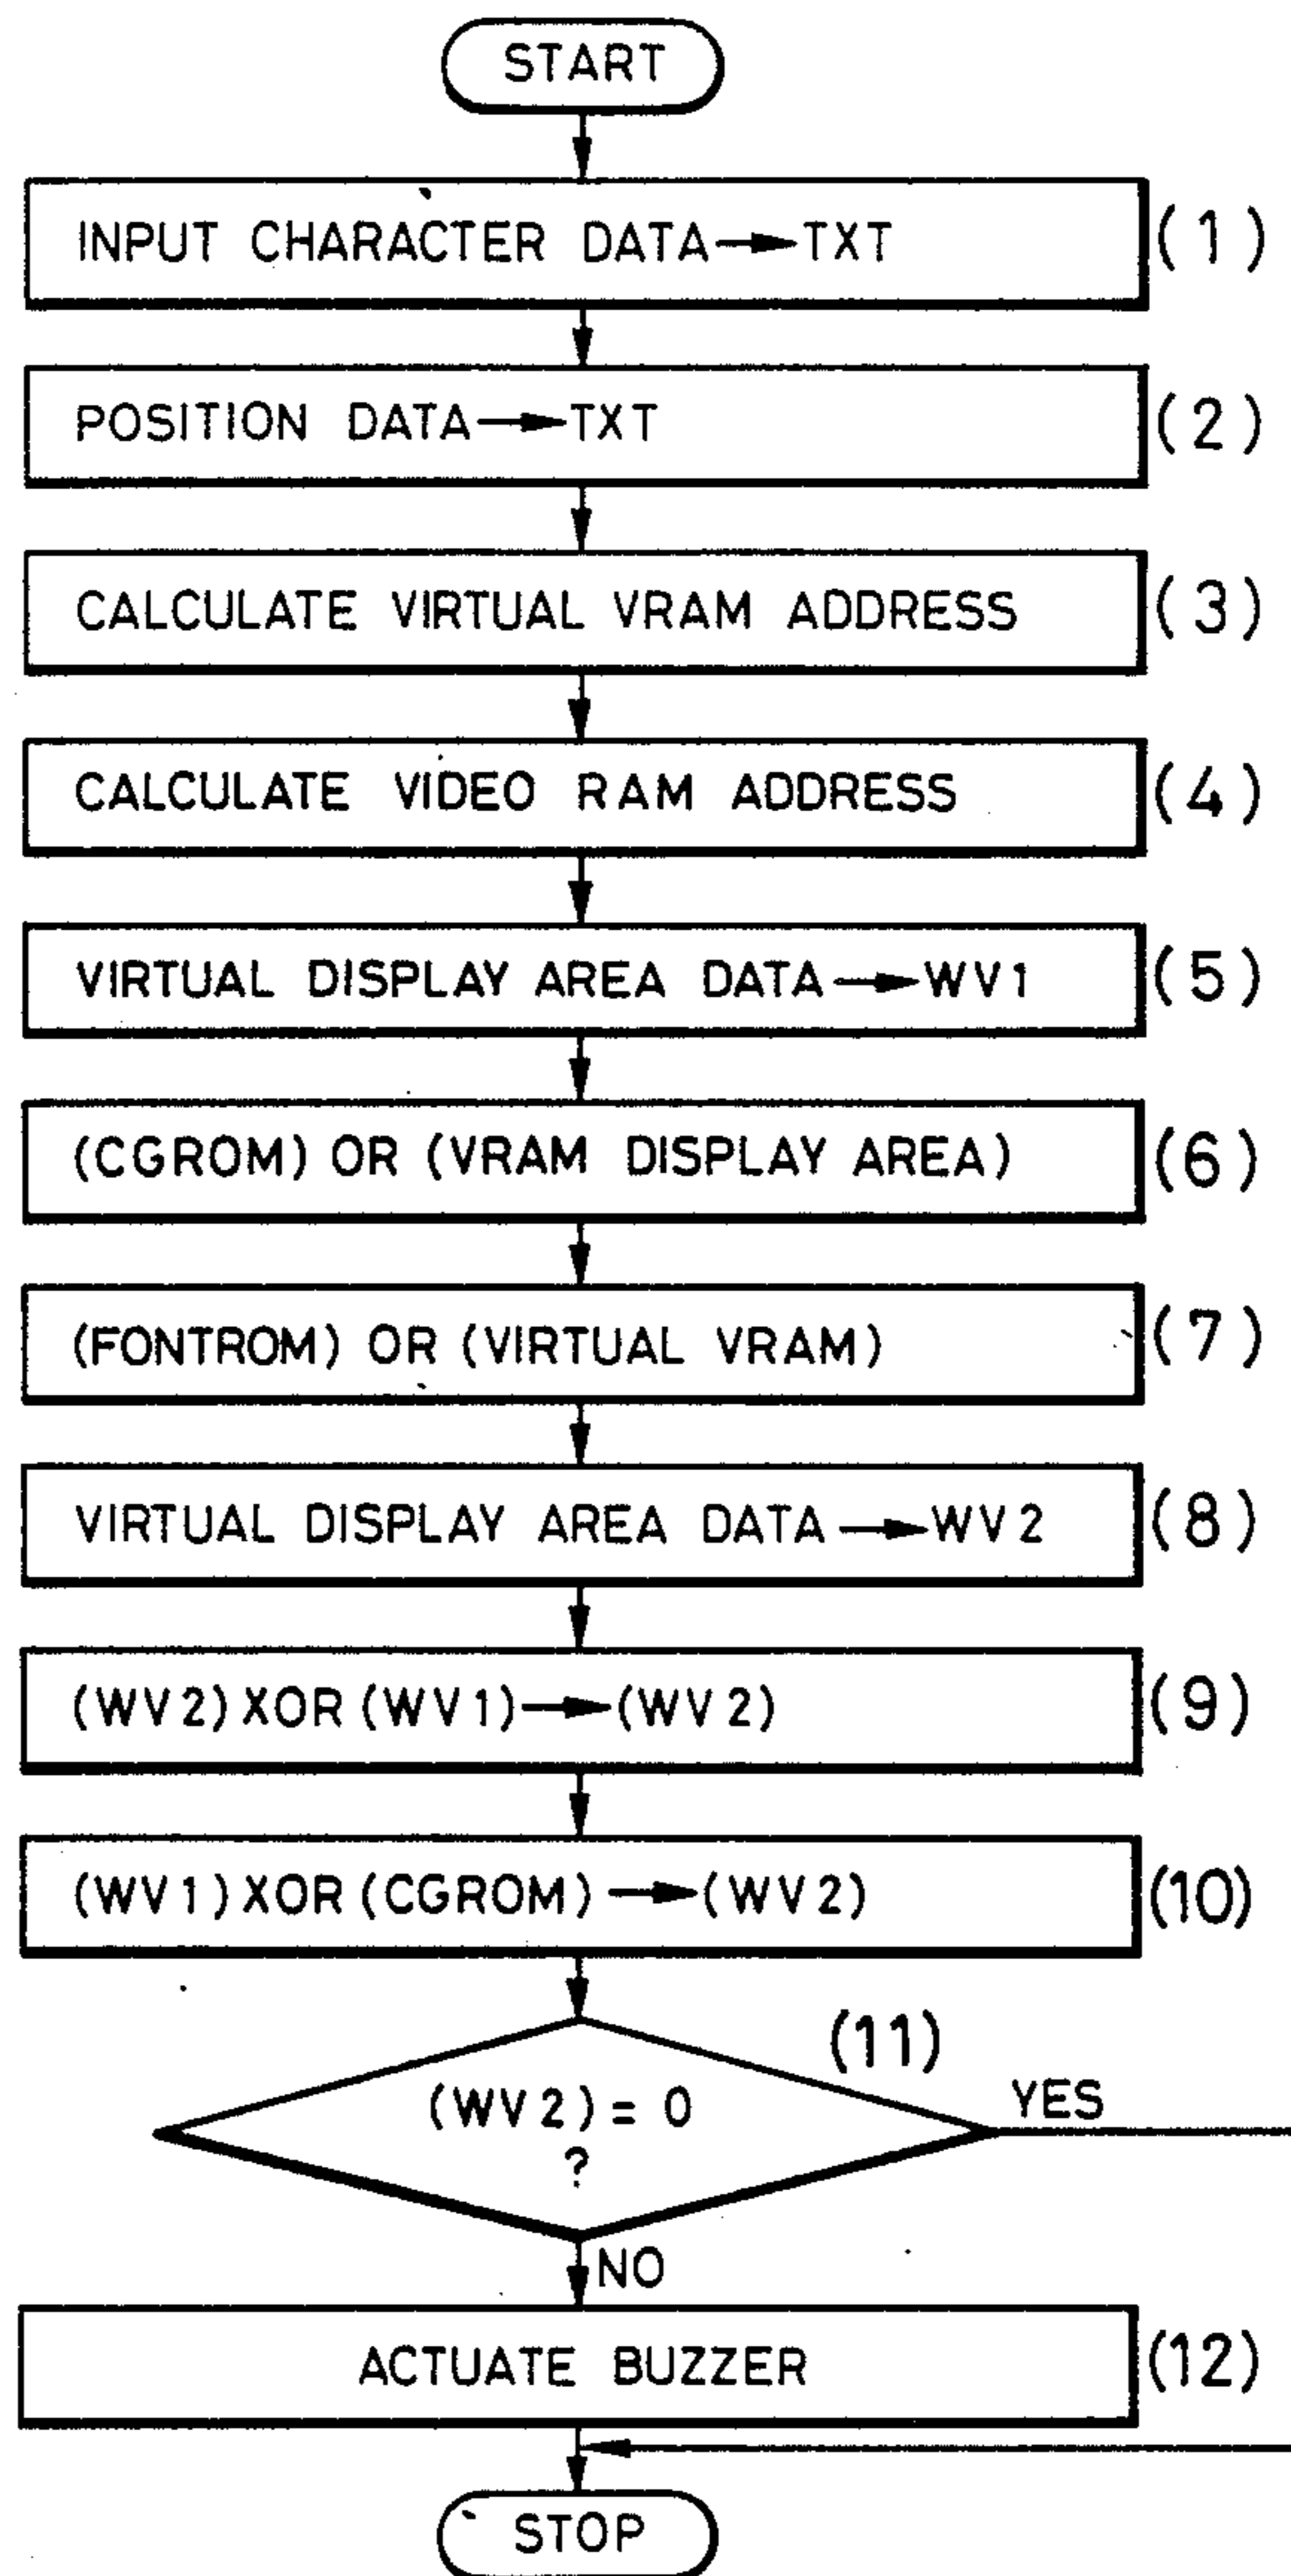 START
INPUT CHARACTER DATA→TXT (1)
POSITION DATA→TXT (2)
CALCULATE VIRTUAL VRAM ADDRESS (3)
CALCULATE VIDEO RAM ADDRESS (4)
VIRTUAL DISPLAY AREA DATA→WV1 (5)
(CGROM) OR (VRAM DISPLAY AREA) (6)
(FONTROM) OR (VIRTUAL VRAM) (7)
VIRTUAL DISPLAY AREA DATA→WV2 (8)
(WV2) XOR (WV1)→(WV2) (9)
(WV1) XOR (CGROM)→(WV2) (10)
(11)
(WV2) = 0 YES
?
NO
ACTUATE BUZZER (12)
STOP